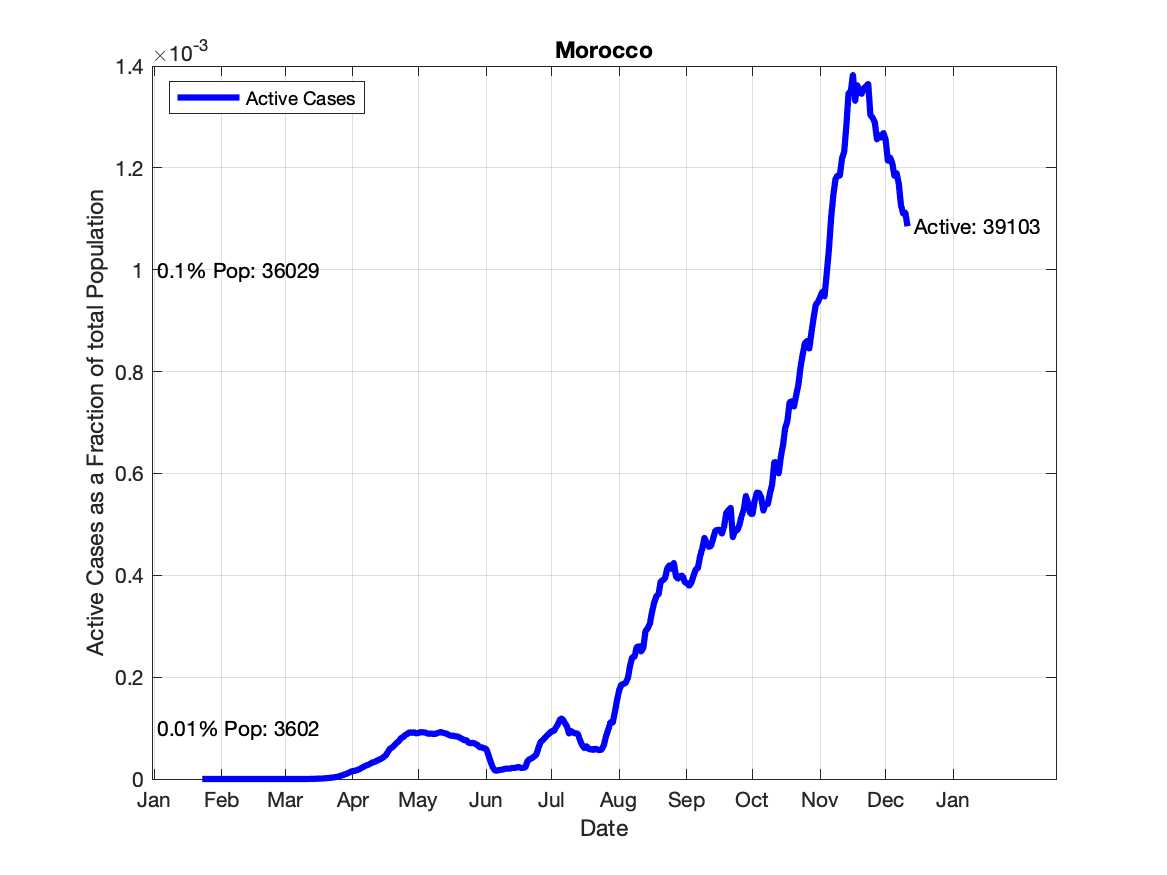 Morocco
×10-3
Active Cases
1.4
1.2
1
0.8
0.6
0.4
0.2
0
Active Cases as a Fraction of total Population
0.1% Pop: 36029
0.01% Pop: 3602
Active: 39103
Jan Feb Mar Apr May Jun Jul Aug Sep Oct Nov Dec Jan
Date